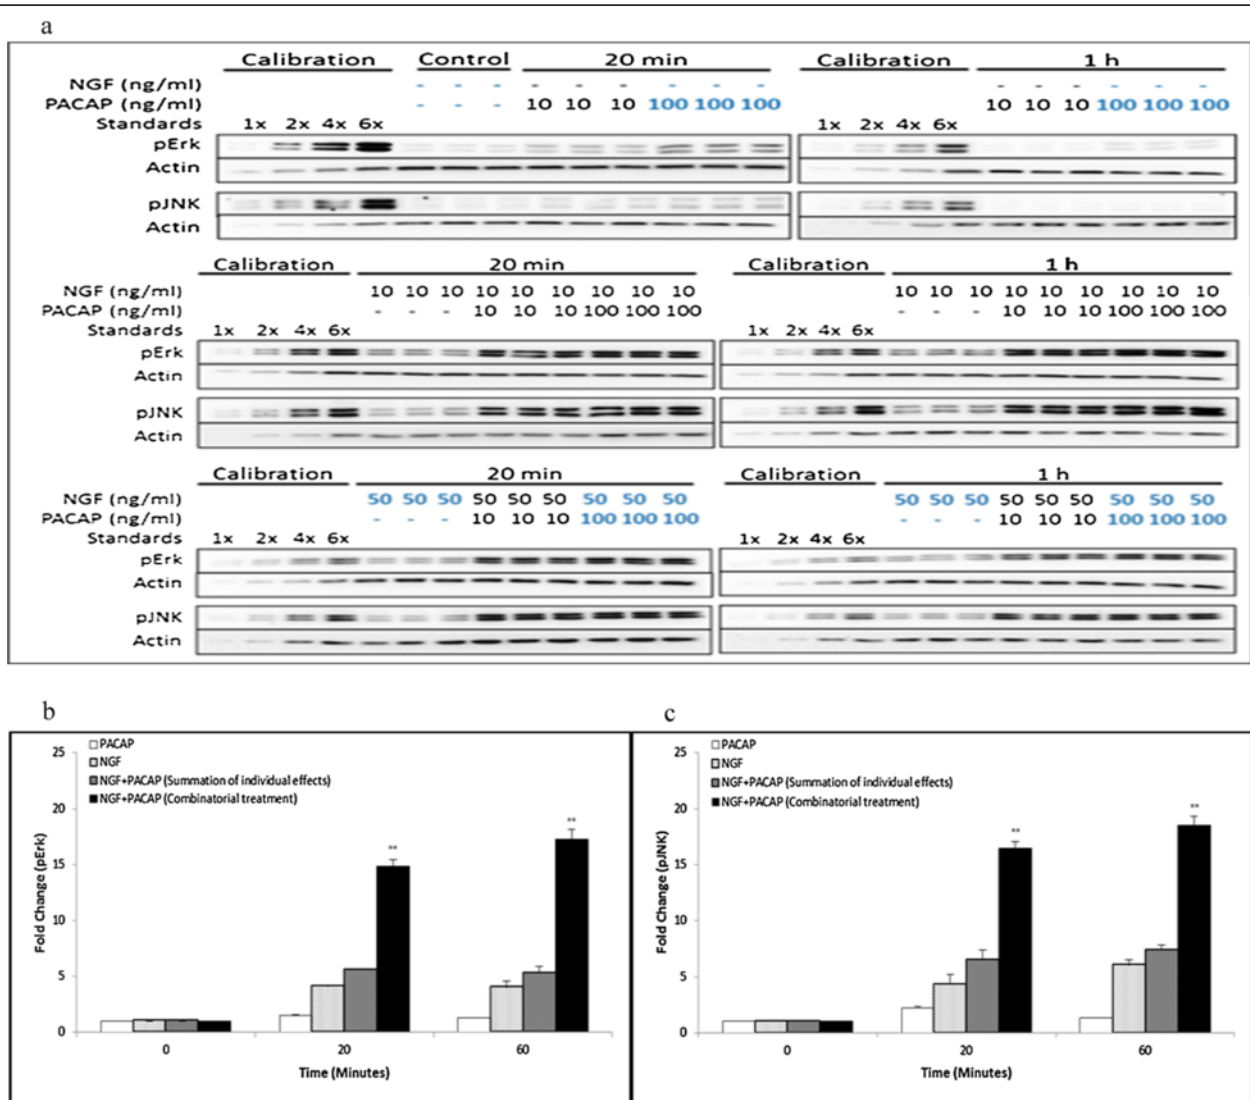 a
Calibration Control 20 min Calibration 1 h
NGF (ng/ml) - - - - - - - - - - - - - - -
PACAP (ng/ml) - - - 10 10 10 100 100 100 10 10 10 100 100 100
Standards 1x 2x 4x 6x 1x 2x 4x 6x
pErk
Actin
pJNK
Actin
Calibration 20 min Calibration 1 h
NGF (ng/ml) 10 10 10 10 10 10 10 10 10 10 10 10 10 10 10 10 10 10
PACAP (ng/ml) - - - 10 10 10 100 100 100 - - - 10 10 10 100 100 100
Standards 1x 2x 4x 6x 1x 2x 4x 6x
pErk
Actin
pJNK
Actin
Calibration 20 min Calibration 1 h
NGF (ng/ml) 50 50 50 50 50 50 50 50 50 50 50 50 50 50 50 50 50 50
PACAP (ng/ml) - - - 10 10 10 100 100 100 - - - 10 10 10 100 100 100
Standards 1x 2x 4x 6x 1x 2x 4x 6x
pErk
Actin
pJNK
Actin
b
PACAP
NGF
NGF+PACAP (Summation of individual effects)
NGF+PACAP (Combinatorial treatment)
Fold Change (pErk)
25
20
15
10
5
0
** **
0 20 60
Time (Minutes)
c
PACAP
NGF
NGF+PACAP (Summation of individual effects)
NGF+PACAP (Combinatorial treatment)
Fold Change (pJNK)
25
20
15
10
5
0
** **
0 20 60
Time (Minutes)